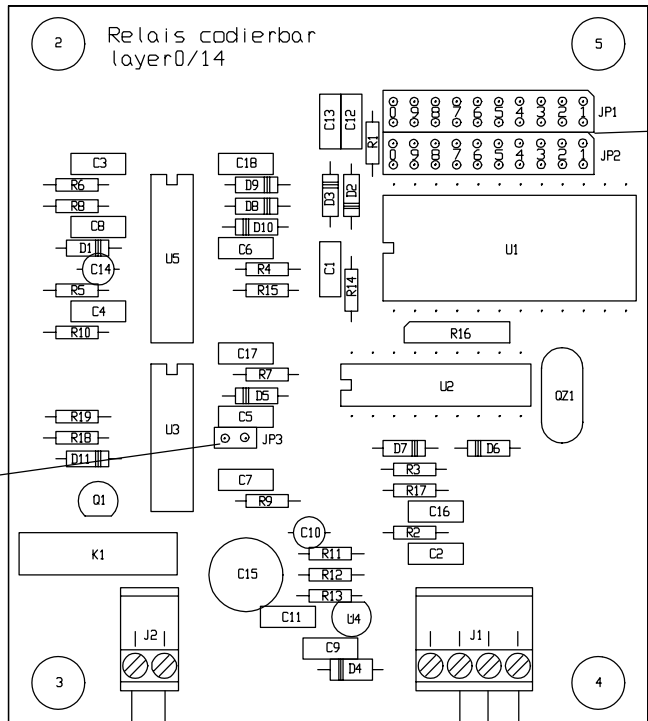 2
Relais codierbar
layer0/14
5
C13
C12
R1
0 9 8 7 6 5 4 3 2 1
JP1
0 9 8 7 6 5 4 3 2 1
JP2
C3
R6
R8
C8
D1
C14
R5
C4
R10
U5
C18
D9
D8
D10
C6
R4
R15
D3
D2
C1
R14
U1
R16
C17
R7
D5
C5
JP3
U2
QZ1
R19
R18
D11
U3
Q1
C7
R9
D7
D6
R3
R17
C16
R2
C2
K1
C10
R11
R12
R13
C15
C11
U4
C9
D4
J2
J1
3
4